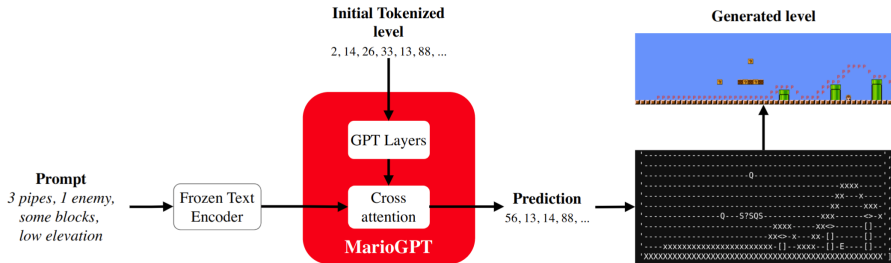 Initial Tokenized
level
2, 14, 26, 33, 13, 88, ...
Generated level
GPT Layers
Prompt
3 pipes, 1 enemy,
some blocks,
low elevation
Frozen Text
Encoder
Cross
attention
MarioGPT
Prediction
56, 13, 14, 88, ...